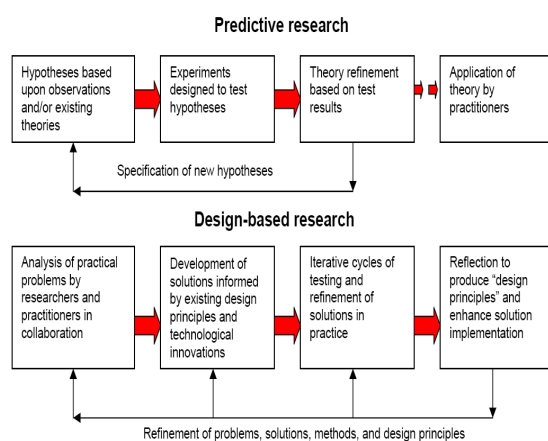 Predictive research
Hypotheses based
upon observations
and/or existing
theories
Experiments
designed to test
hypotheses
Theory refinement
based on test
results
Application of
theory by
practitioners
Specification of new hypotheses
Design-based research
Analysis of practical
problems by
researchers and
practitioners in
collaboration
Development of
solutions informed
by existing design
principles and
technological
innovations
Iterative cycles of
testing and
refinement of
solutions in
practice
Reflection to
produce “design
principles” and
enhance solution
implementation
Refinement of problems, solutions, methods, and design principles